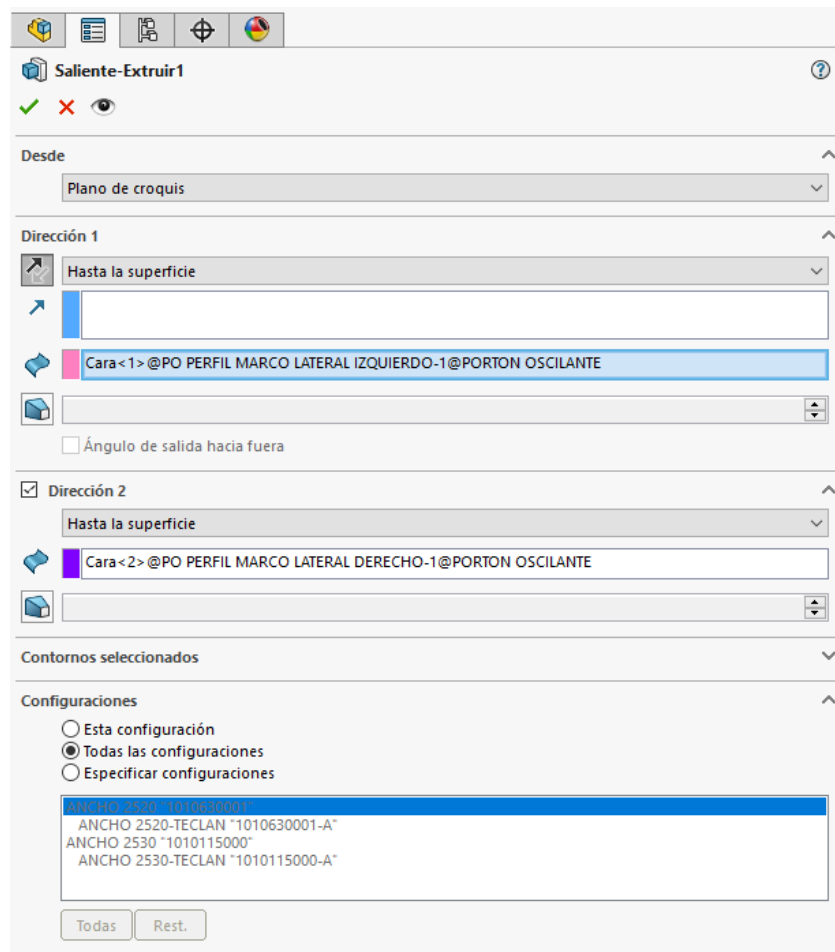 Saliente-Extruir1
Desde
Plano de croquis
Dirección 1
Hasta la superficie
Cara<1>@PO PERFIL MARCO LATERAL IZQUIERDO-1@PORTON OSCILANTE
Ángulo de salida hacia fuera
Dirección 2
Hasta la superficie
Cara<2>@PO PERFIL MARCO LATERAL DERECHO-1@PORTON OSCILANTE
Contornos seleccionados
Configuraciones
Esta configuración
Todas las configuraciones
Especificar configuraciones
ANCHO 2520 "1010630001"
ANCHO 2520-TECLAN "1010630001-A"
ANCHO 2530 "1010115000"
ANCHO 2530-TECLAN "1010115000-A"
Todas Rest.